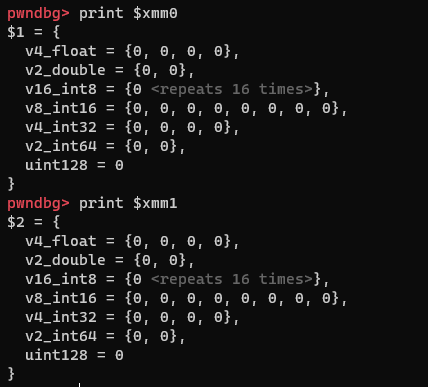 pwndbg> print $xmm0
$1 = {
  v4_float = {0, 0, 0, 0},
  v2_double = {0, 0},
  v16_int8 = {0 <repeats 16 times>},
  v8_int16 = {0, 0, 0, 0, 0, 0, 0, 0},
  v4_int32 = {0, 0, 0, 0},
  v2_int64 = {0, 0},
  uint128 = 0
}
pwndbg> print $xmm1
$2 = {
  v4_float = {0, 0, 0, 0},
  v2_double = {0, 0},
  v16_int8 = {0 <repeats 16 times>},
  v8_int16 = {0, 0, 0, 0, 0, 0, 0, 0},
  v4_int32 = {0, 0, 0, 0},
  v2_int64 = {0, 0},
  uint128 = 0
}